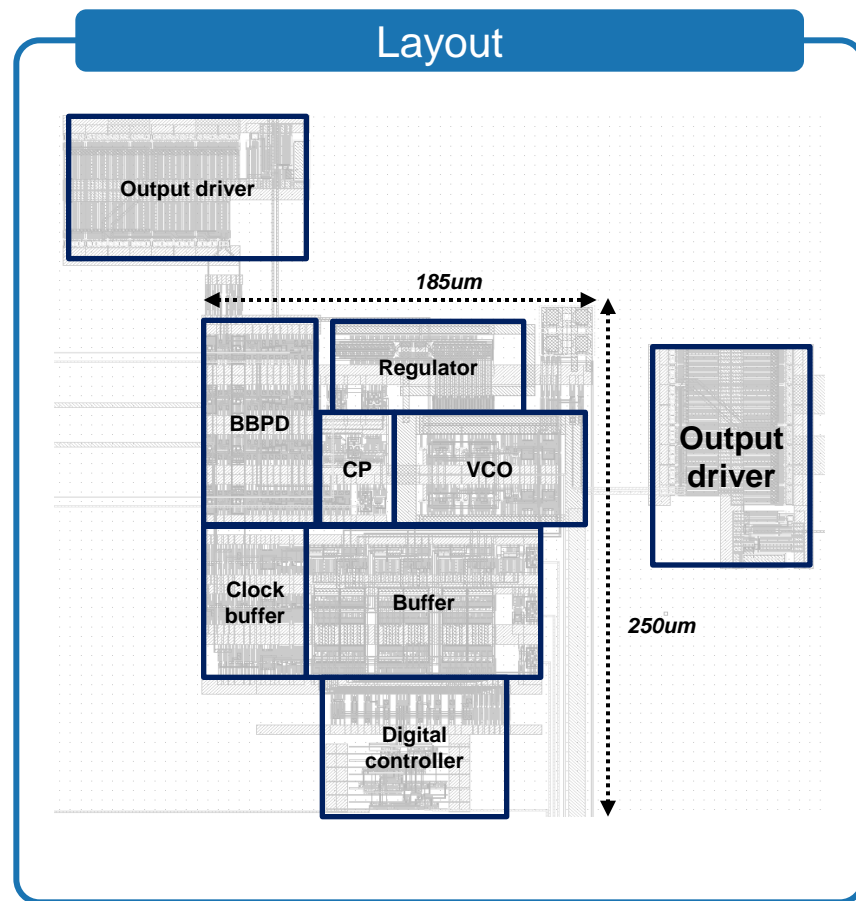 Layout
Output driver
185um
Regulator
BBPD
CP
VCO
Output
driver
Clock
buffer
Buffer
250um
Digital
controller